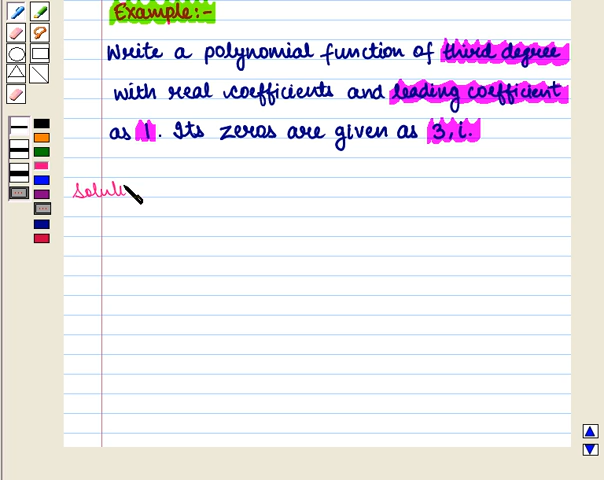 Example:-
Write a polynomial function of third degree
with real coefficients and leading coefficient
as 1. Its zeros are given as 3, i.
Soluti